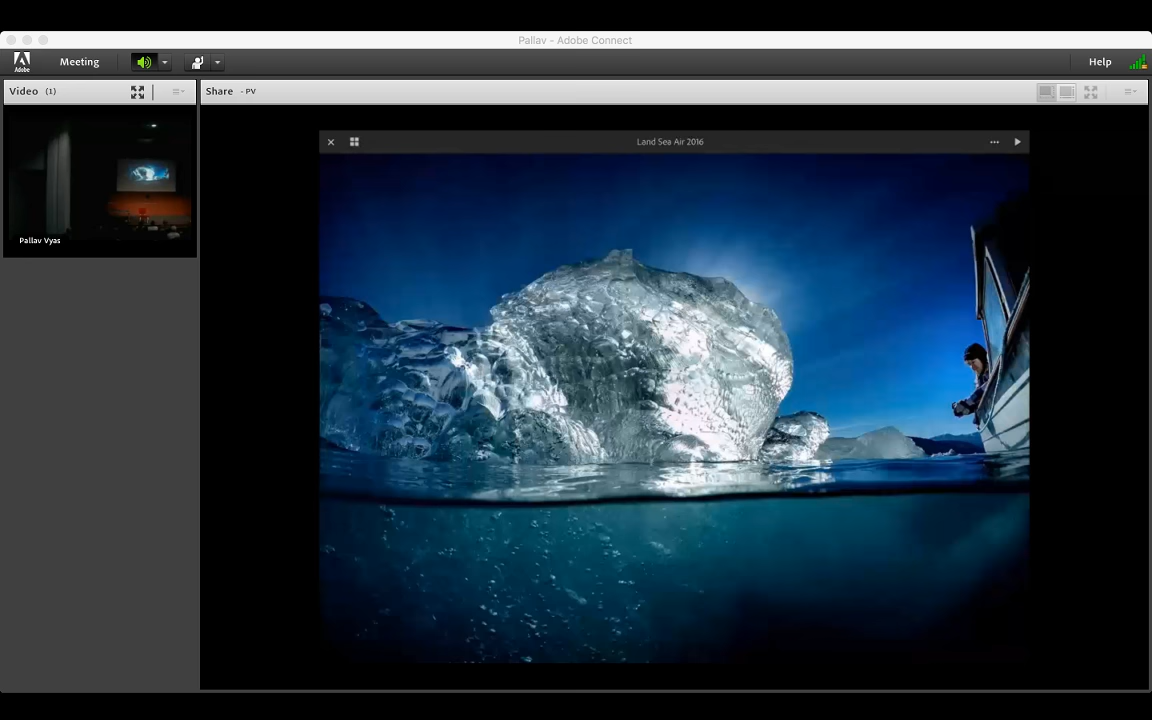 Pallav - Adobe Connect
Adobe
Meeting
Help
Video (1)
Share - PV
Land Sea Air 2016
Pallav Vyas